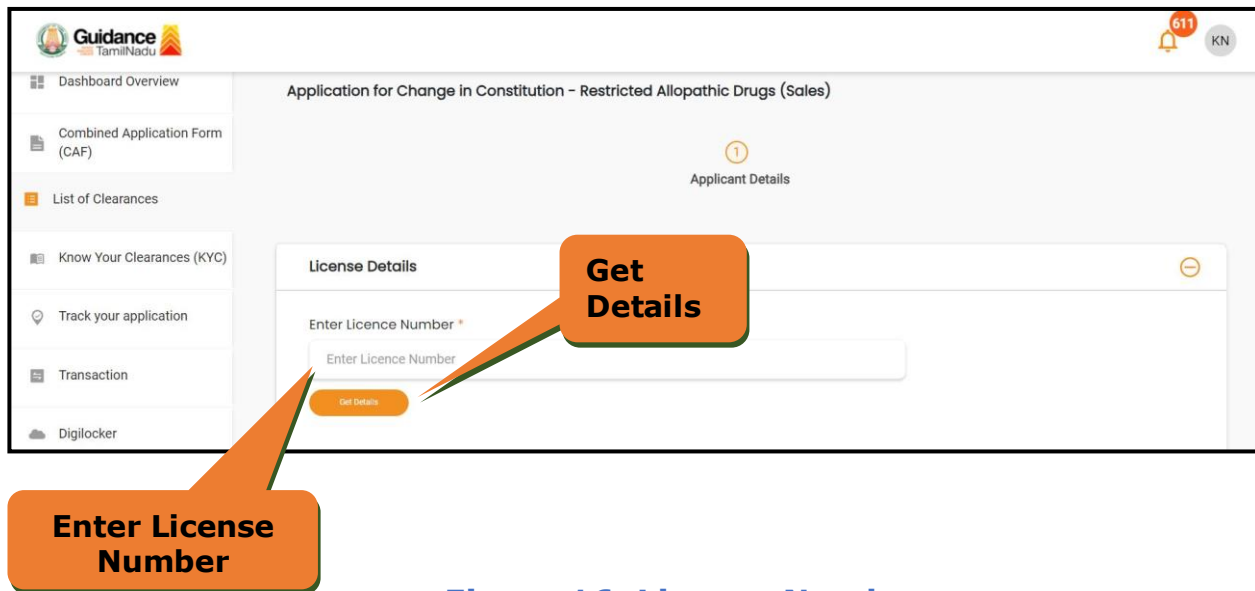 Guidance
TamilNadu
611
KN
Dashboard Overview
Combined Application Form
(CAF)
List of Clearances
Know Your Clearances (KYC)
Track your application
Transaction
Digilocker
Application for Change in Constitution - Restricted Allopathic Drugs (Sales)
1
Applicant Details
License Details
Enter Licence Number *
Enter Licence Number
Get Details
Get
Details
Enter License
Number